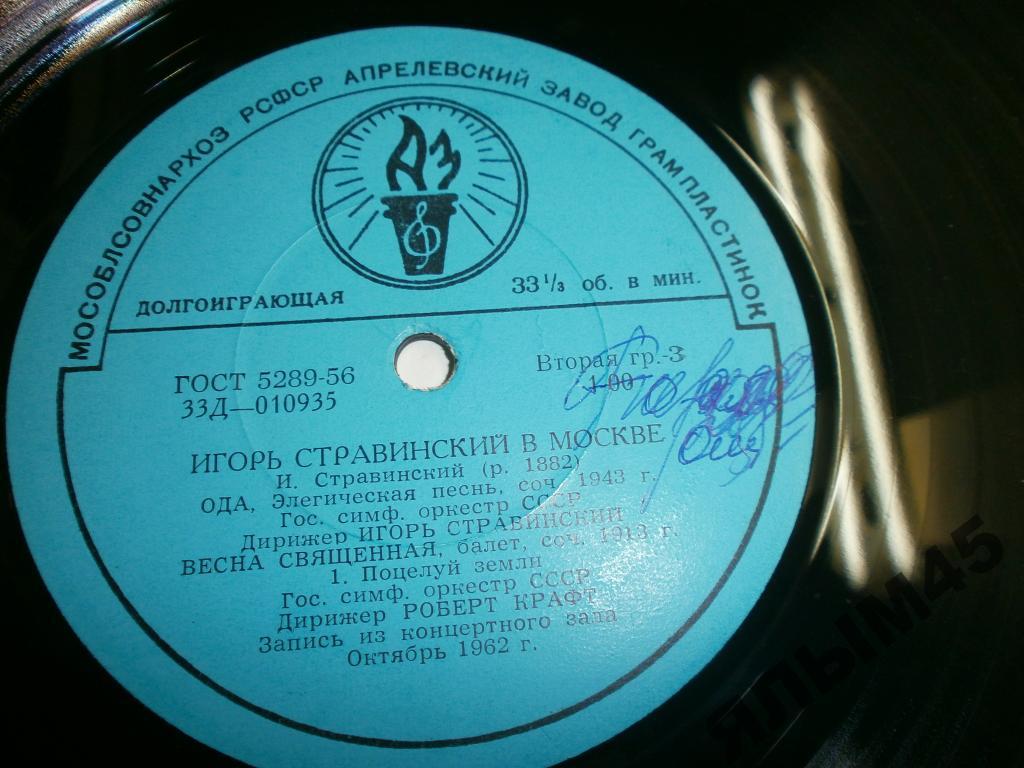 МОСОБЛСОВНАРХОЗ РСФСР АПРЕЛЕВСКИЙ ЗАВОД ГРАМПЛАСТИНОК
АЗ
ДОЛГОИГРАЮЩАЯ
33 1/3 об. в мин.
ГОСТ 5289-56
Вторая гр.-3
33Д—010935
1-00
ИГОРЬ СТРАВИНСКИЙ В МОСКВЕ
И. Стравинский (р. 1882)
ОДА, Элегическая песнь, соч. 1943 г.
Гос. симф. оркестр СССР
Дирижер ИГОРЬ СТРАВИНСКИЙ
ВЕСНА СВЯЩЕННАЯ, балет, соч. 1913 г.
1. Поцелуй земли
Гос. симф. оркестр СССР
Дирижер РОБЕРТ КРАФТ
Запись из концертного зала
Октябрь 1962 г.
ЯЛЫМ45